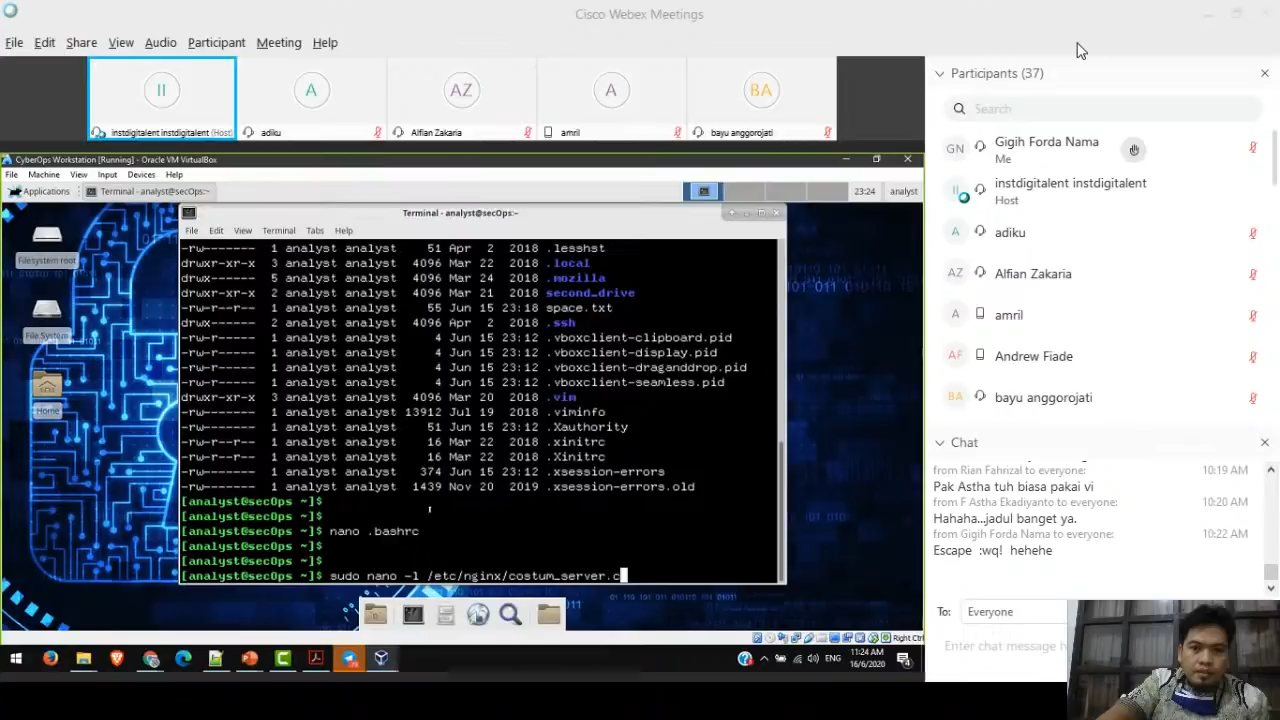 Cisco Webex Meetings
File Edit Share View Audio Participant Meeting Help
II A AZ A BA
instdigitalent instdigitalent (Host) adiku Alfian Zakaria amril bayu anggorojati
Participants (37)
Search
GN Gigih Forda Nama
Me
II instdigitalent instdigitalent
Host
A adiku
AZ Alfian Zakaria
A amril
AF Andrew Fiade
BA bayu anggorojati
CyberOps Workstation [Running] - Oracle VM VirtualBox
File Machine View Input Devices Help
Applications Terminal - analyst@secOps:~ 23:24 analyst
Terminal - analyst@secOps:~
File Edit View Terminal Tabs Help
Filesystem root
File System
Home
-rw------- 1 analyst analyst 51 Apr 2 2018 .lesshst
drwxr-xr-x 3 analyst analyst 4096 Mar 22 2018 .local
drwx------ 5 analyst analyst 4096 Mar 24 2018 .mozilla
drwxr-xr-x 2 analyst analyst 4096 Mar 21 2018 second_drive
-rw-r--r-- 1 analyst analyst 55 Jun 15 23:18 space.txt
drwx------ 2 analyst analyst 4096 Apr 2 2018 .ssh
-rw-r----- 1 analyst analyst 4 Jun 15 23:12 .vboxclient-clipboard.pid
-rw-r----- 1 analyst analyst 4 Jun 15 23:12 .vboxclient-display.pid
-rw-r----- 1 analyst analyst 4 Jun 15 23:12 .vboxclient-draganddrop.pid
-rw-r----- 1 analyst analyst 4 Jun 15 23:12 .vboxclient-seamless.pid
drwxr-xr-x 3 analyst analyst 4096 Mar 20 2018 .vim
-rw------- 1 analyst analyst 13912 Jul 19 2018 .viminfo
-rw------- 1 analyst analyst 51 Jun 15 23:12 .Xauthority
-rw-r--r-- 1 analyst analyst 16 Mar 22 2018 .xinitrc
-rw-r--r-- 1 analyst analyst 16 Mar 22 2018 .Xinitrc
-rw------- 1 analyst analyst 374 Jun 15 23:12 .xsession-errors
-rw------- 1 analyst analyst 1439 Nov 20 2019 .xsession-errors.old
[analyst@secOps ~]$
[analyst@secOps ~]$
[analyst@secOps ~]$ nano .bashrc
[analyst@secOps ~]$
[analyst@secOps ~]$
[analyst@secOps ~]$ sudo nano -l /etc/nginx/costum_server.c
Right Ctrl
Chat
from Rian Fahrizal to everyone: 10:19 AM
Pak Astha tuh biasa pakai vi
from F Astha Ekadiyanto to everyone: 10:20 AM
Hahaha...jadul banget ya.
from Gigih Forda Nama to everyone: 10:22 AM
Escape :wq! hehehe
To: Everyone
Enter chat message
ENG 11:24 AM
16/6/2020
4